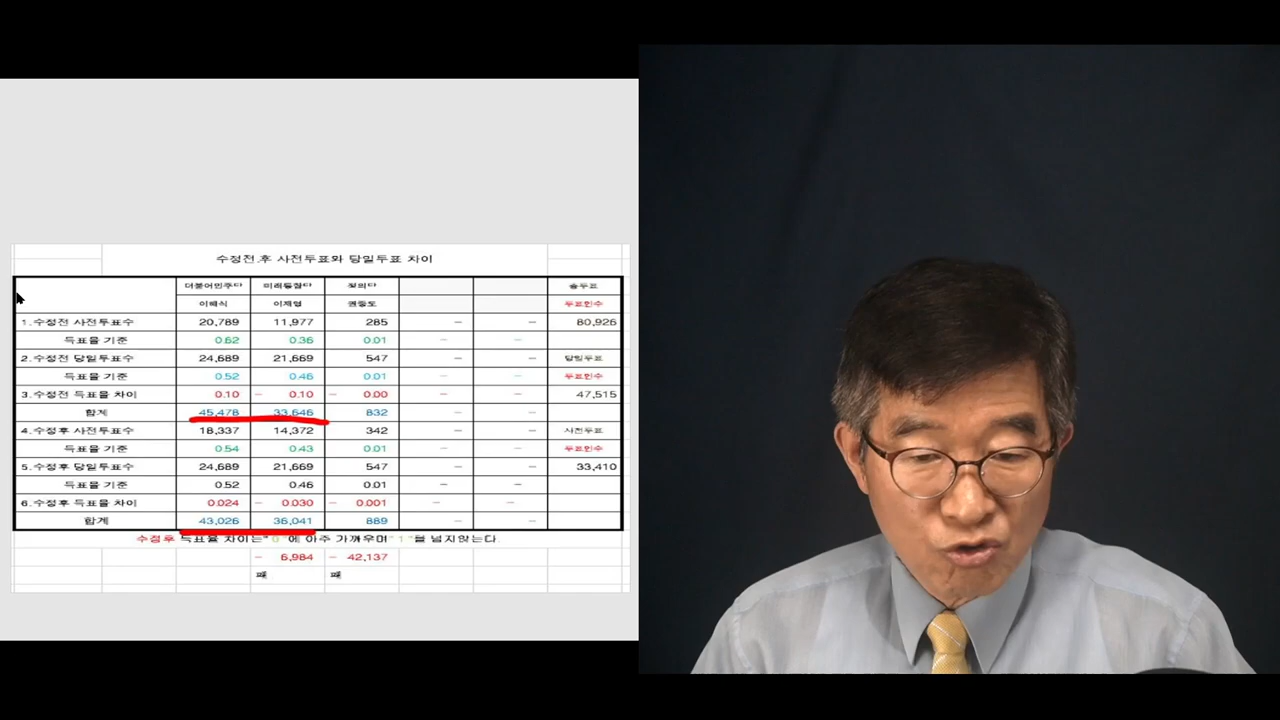 수정전.후 사전투표와 당일투표 차이
더불어민주다 미래통합다 총투표
이해식 이재영 투표인수
1.수정전 사전투표수 20,789 11,977 285 – – 80,926
득표율 기준 0.62 0.36 0.01 – –
2.수정전 당일투표수 24,689 21,669 547 – – 당일투표
득표율 기준 0.52 0.46 0.01 – – 투표인수
3.수정전 득표율 차이 0.10 – 0.10 – 0.00 – – 47,515
합계 45,478 33,646 832 – –
4.수정후 사전투표수 18,337 14,372 342 – – 사전투표
득표율 기준 0.54 0.43 0.01 – – 투표인수
5.수정후 당일투표수 24,689 21,669 547 – – 33,410
득표율 기준 0.52 0.46 0.01 – –
6.수정후 득표율 차이 0.024 – 0.030 – 0.001 – –
합계 43,026 36,041 889 – –
수정후 득표율 차이는" 0 "에 아주 가까우며" 1 "을 넘지않는다.
– 6,984 – 42,137
패 패